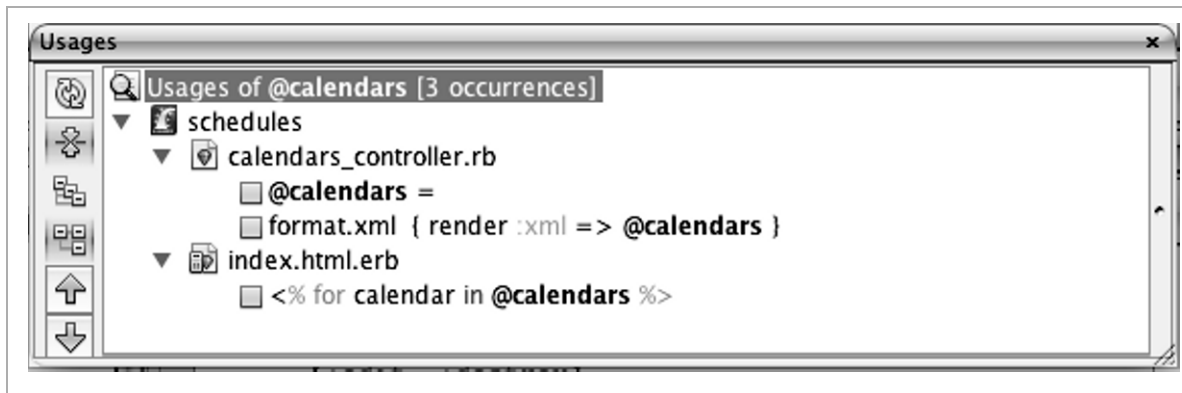 Usages
Usages of @calendars [3 occurrences]
schedules
calendars_controller.rb
@calendars =
format.xml { render :xml => @calendars }
index.html.erb
<% for calendar in @calendars %>